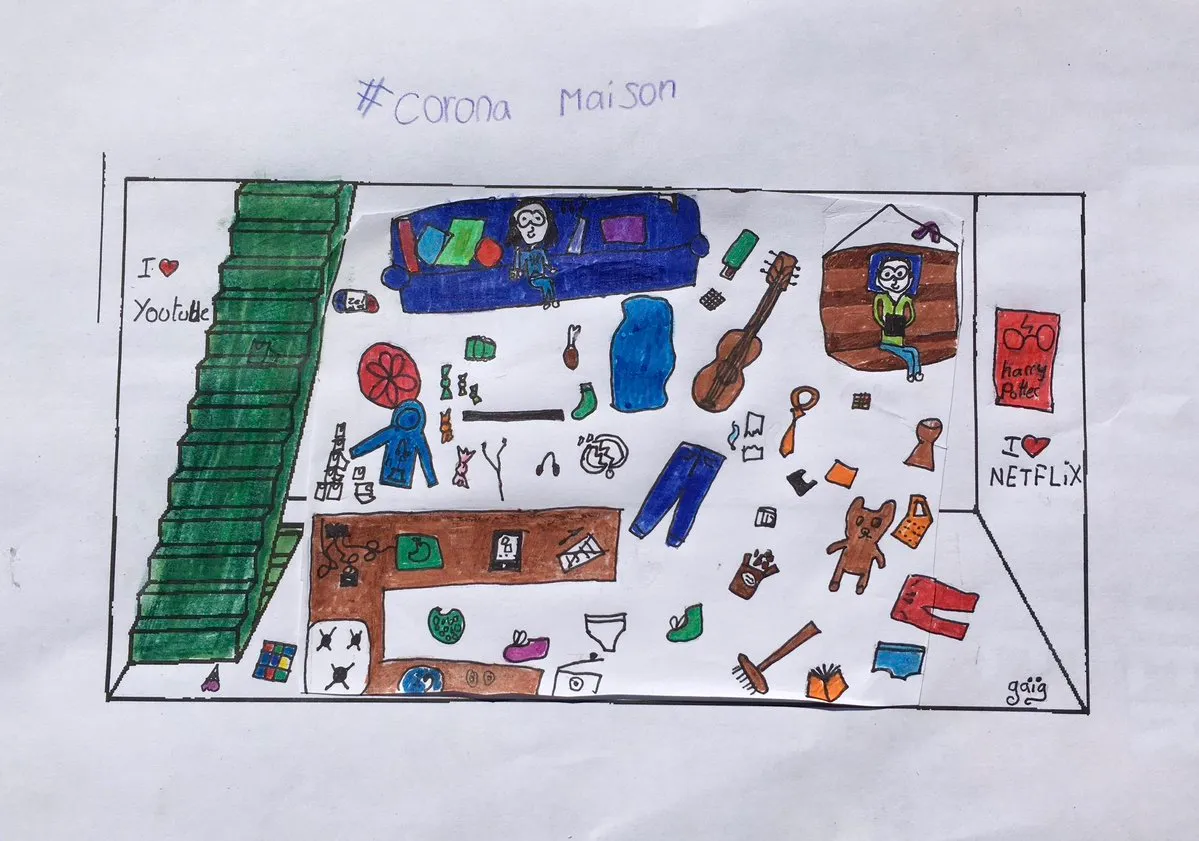 #Corona Maison
I ❤
Youtube
Harry
Potter
I ❤
NETFLIX
gaïg